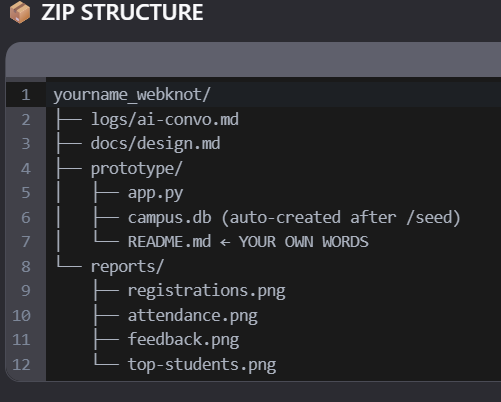 📦 ZIP STRUCTURE
1 yourname_webknot/
2 ├── logs/ai-convo.md
3 ├── docs/design.md
4 ├── prototype/
5 │   ├── app.py
6 │   ├── campus.db (auto-created after /seed)
7 │   └── README.md ← YOUR OWN WORDS
8 └── reports/
9     ├── registrations.png
10     ├── attendance.png
11     ├── feedback.png
12     └── top-students.png